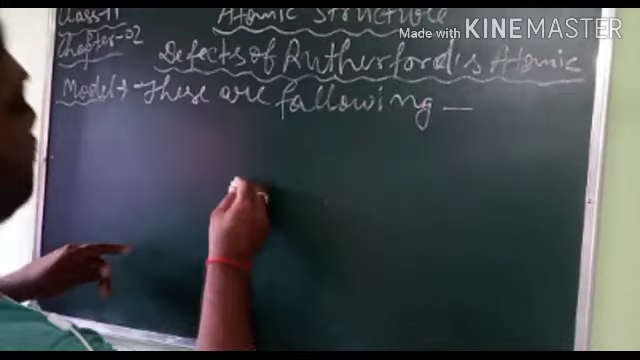 Class-11 Atomic Structure
Made with KINEMASTER
Chapter-02
Defects of Rutherford's Atomic
Model:→ These are following —